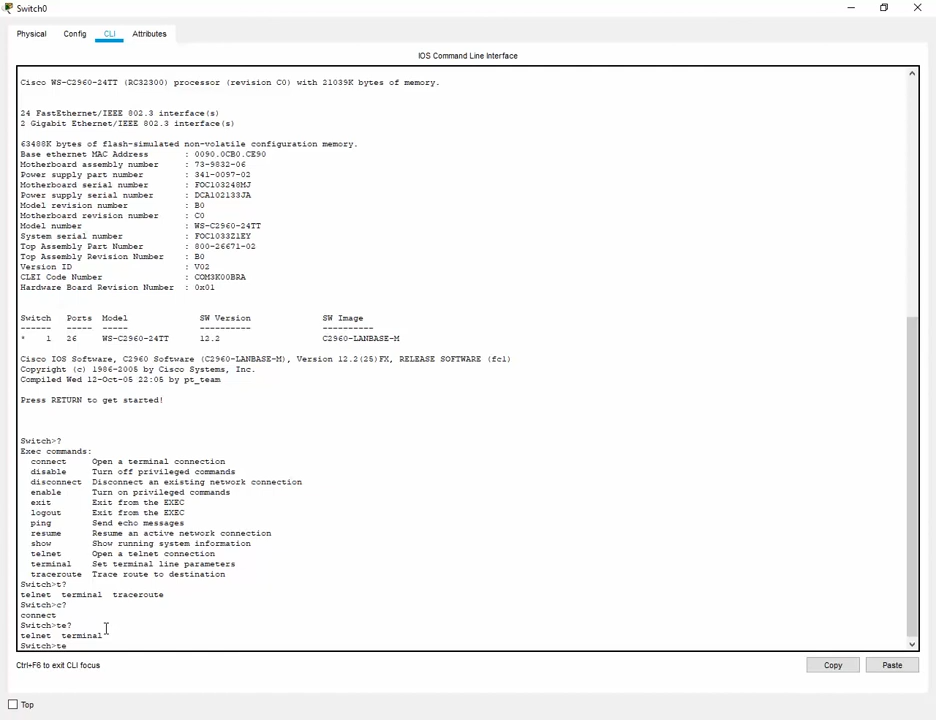 Switch0
Physical Config CLI Attributes
IOS Command Line Interface
Cisco WS-C2960-24TT (RC32300) processor (revision C0) with 21039K bytes of memory.
24 FastEthernet/IEEE 802.3 interface(s)
2 Gigabit Ethernet/IEEE 802.3 interface(s)
63488K bytes of flash-simulated non-volatile configuration memory.
Base ethernet MAC Address : 0090.0CB0.CE90
Motherboard assembly number : 73-9832-06
Power supply part number : 341-0097-02
Motherboard serial number : FOC103248MJ
Power supply serial number : DCA102133JA
Model revision number : B0
Motherboard revision number : C0
Model number : WS-C2960-24TT
System serial number : FOC1033Z1EY
Top Assembly Part Number : 800-26671-02
Top Assembly Revision Number : B0
Version ID : V02
CLEI Code Number : COM3K00BRA
Hardware Board Revision Number : 0x01
Switch Ports Model SW Version SW Image
------ ----- ----- ---------- ----------
* 1 26 WS-C2960-24TT 12.2 C2960-LANBASE-M
Cisco IOS Software, C2960 Software (C2960-LANBASE-M), Version 12.2(25)FX, RELEASE SOFTWARE (fc1)
Copyright (c) 1986-2005 by Cisco Systems, Inc.
Compiled Wed 12-Oct-05 22:05 by pt_team
Press RETURN to get started!
Switch>?
Exec commands:
connect Open a terminal connection
disable Turn off privileged commands
disconnect Disconnect an existing network connection
enable Turn on privileged commands
exit Exit from the EXEC
logout Exit from the EXEC
ping Send echo messages
resume Resume an active network connection
show Show running system information
telnet Open a telnet connection
terminal Set terminal line parameters
traceroute Trace route to destination
Switch>t?
telnet terminal traceroute
Switch>c?
connect
Switch>te?
telnet terminal
Switch>te
Ctrl+F6 to exit CLI focus
Copy Paste
Top